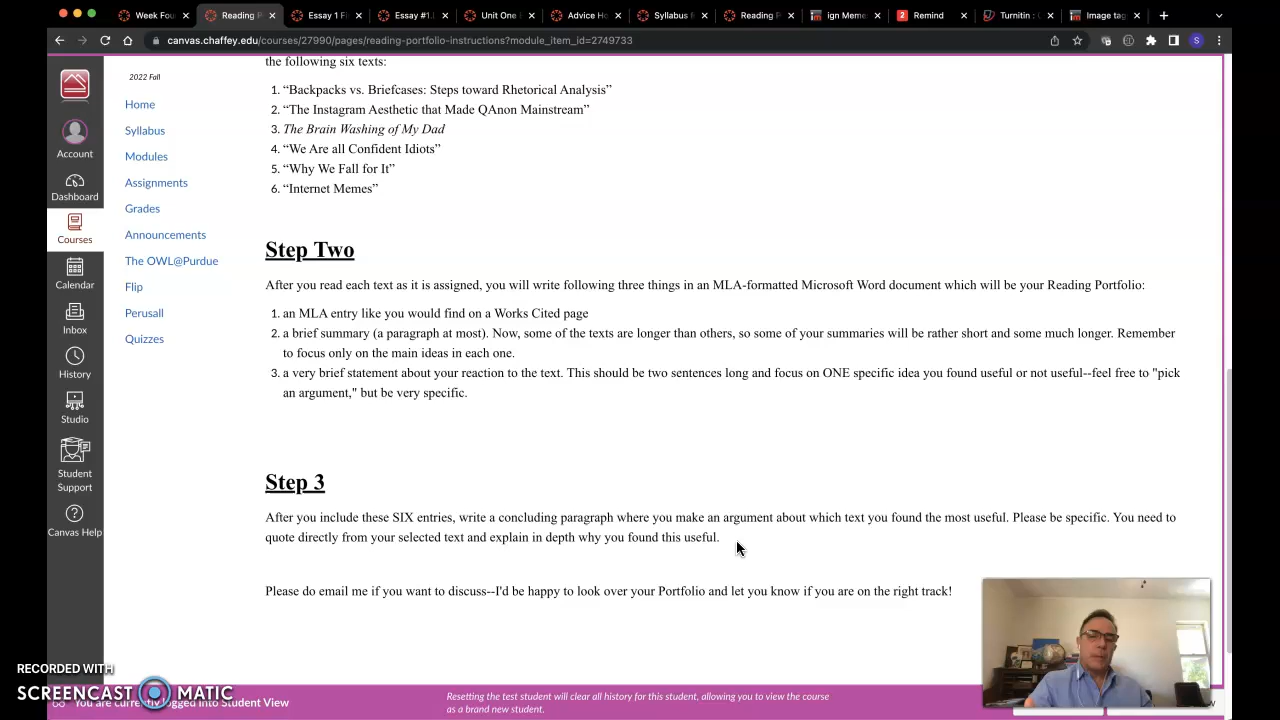 Week Fou
Reading P
Essay 1 Fi
Essay #1.
Unit One &
Advice Ho
Syllabus M
Reading P
ign Meme
Remind
Turnitin :
Image tag
canvas.chaffey.edu/courses/27990/pages/reading-portfolio-instructions?module_item_id=2749733
S
2022 Fall
Home
Syllabus
Modules
Assignments
Grades
Announcements
The OWL@Purdue
Flip
Perusall
Quizzes
Account
Dashboard
Courses
Calendar
Inbox
History
Studio
Student
Support
Canvas Help
the following six texts:
1. “Backpacks vs. Briefcases: Steps toward Rhetorical Analysis”
2. “The Instagram Aesthetic that Made QAnon Mainstream”
3. The Brain Washing of My Dad
4. “We Are all Confident Idiots”
5. “Why We Fall for It”
6. “Internet Memes”
Step Two
After you read each text as it is assigned, you will write following three things in an MLA-formatted Microsoft Word document which will be your Reading Portfolio:
1. an MLA entry like you would find on a Works Cited page
2. a brief summary (a paragraph at most). Now, some of the texts are longer than others, so some of your summaries will be rather short and some much longer. Remember
to focus only on the main ideas in each one.
3. a very brief statement about your reaction to the text. This should be two sentences long and focus on ONE specific idea you found useful or not useful--feel free to "pick
an argument," but be very specific.
Step 3
After you include these SIX entries, write a concluding paragraph where you make an argument about which text you found the most useful. Please be specific. You need to
quote directly from your selected text and explain in depth why you found this useful.
Please do email me if you want to discuss--I'd be happy to look over your Portfolio and let you know if you are on the right track!
RECORDED WITH
SCREENCAST MATIC
You are currently logged into Student View
Resetting the test student will clear all history for this student, allowing you to view the course
as a brand new student.